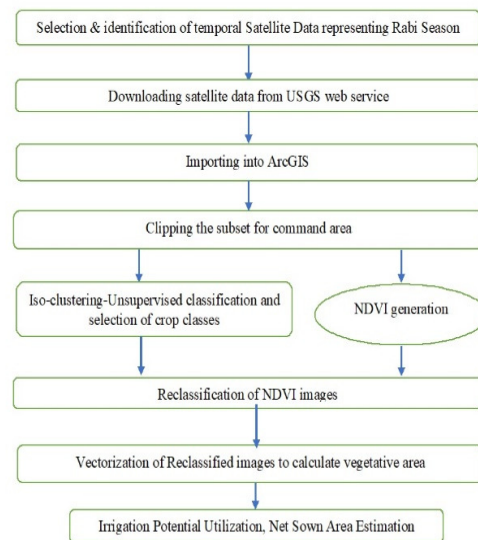 Selection & identification of temporal Satellite Data representing Rabi Season
Downloading satellite data from USGS web service
Importing into ArcGIS
Clipping the subset for command area
Iso-clustering-Unsupervised classification and
selection of crop classes
NDVI generation
Reclassification of NDVI images
Vectorization of Reclassified images to calculate vegetative area
Irrigation Potential Utilization, Net Sown Area Estimation